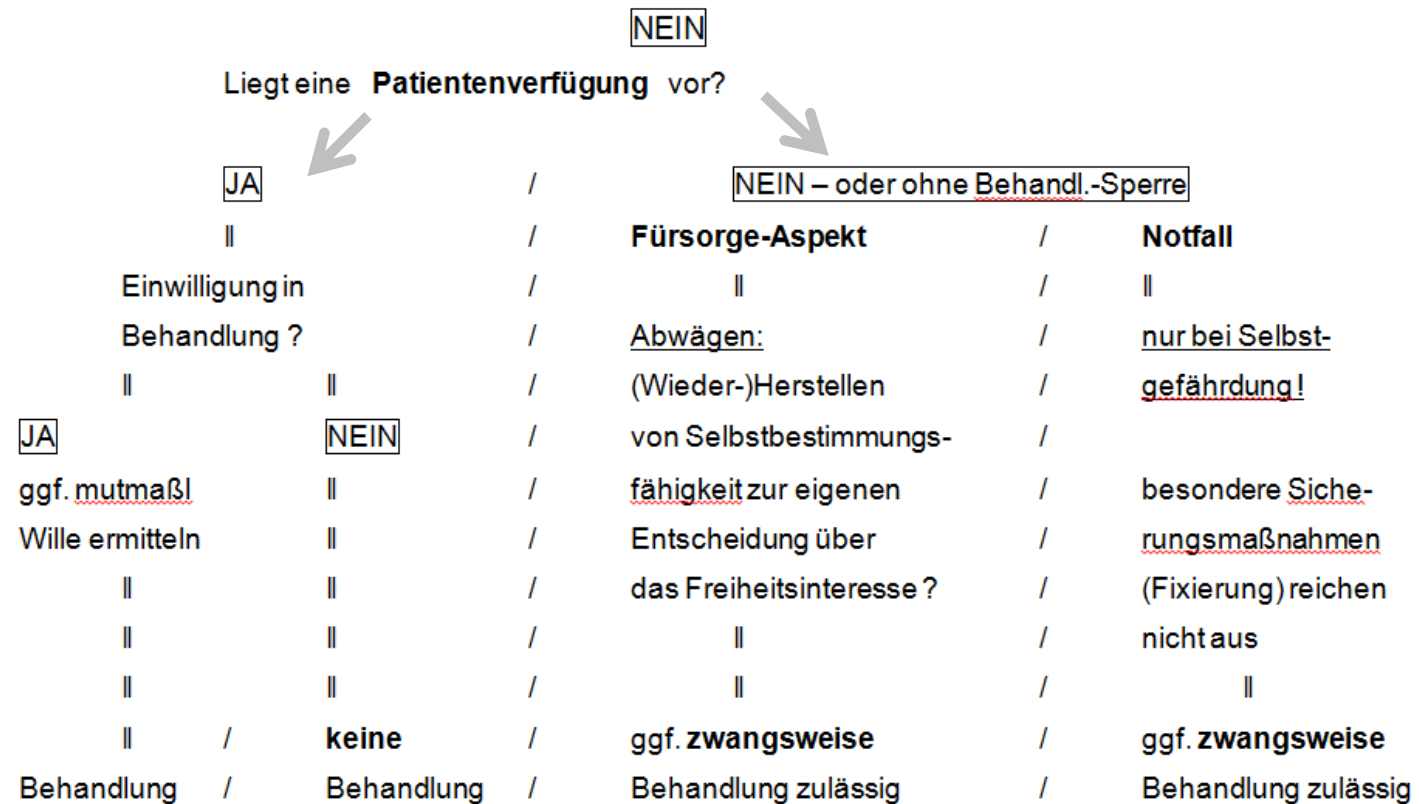 NEIN
Liegt eine Patientenverfügung vor?
JA / NEIN – oder ohne Behandl.-Sperre
|| / Fürsorge-Aspekt / Notfall
Einwilligung in / || / ||
Behandlung ? / Abwägen: / nur bei Selbst-
|| || / (Wieder-)Herstellen / gefährdung !
JA NEIN / von Selbstbestimmungs- /
ggf. mutmaßl || / fähigkeit zur eigenen / besondere Siche-
Wille ermitteln || / Entscheidung über / rungsmaßnahmen
|| || / das Freiheitsinteresse ? / (Fixierung) reichen
|| || / || / nicht aus
|| || / || / ||
|| / keine / ggf. zwangsweise / ggf. zwangsweise
Behandlung / Behandlung / Behandlung zulässig / Behandlung zulässig